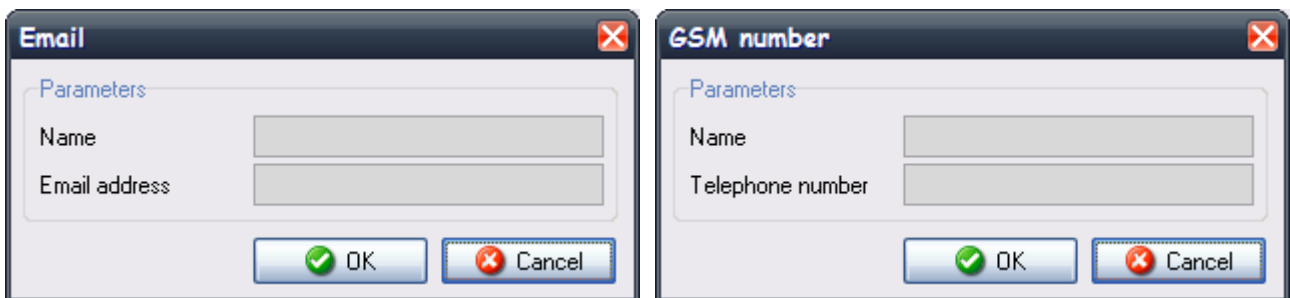 Email
Parameters
Name
Email address
OK Cancel
GSM number
Parameters
Name
Telephone number
OK Cancel